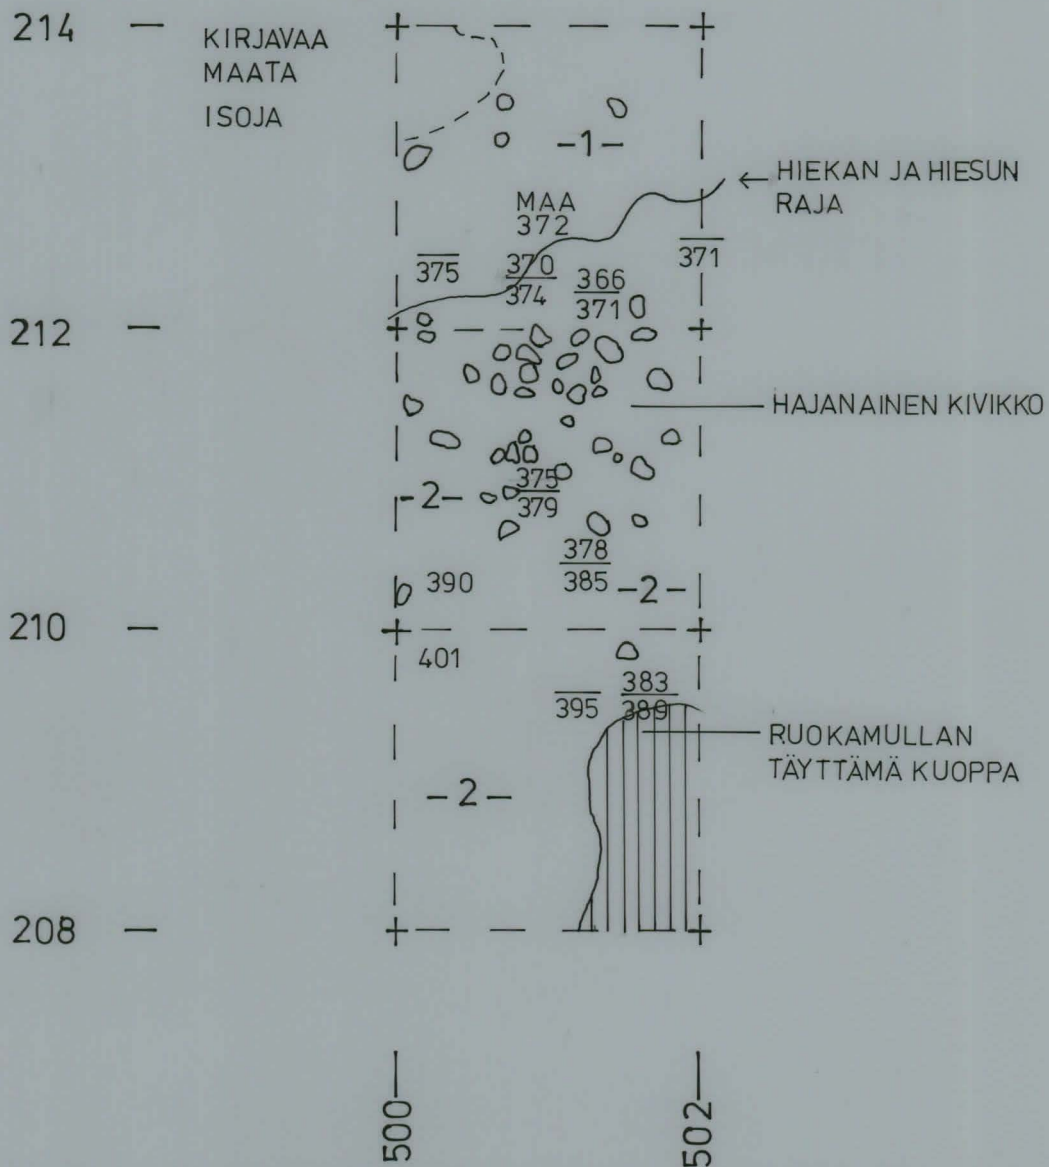 214
KIRJAVAA
MAATA
ISOJA
-1-
HIEKAN JA HIESUN
RAJA
MAA
372
375
370
374
366
371
371
212
HAJANAINEN KIVIKKO
-2-
375
379
378
385
-2-
390
210
401
395
383
389
RUOKAMULLAN
TÄYTTÄMÄ KUOPPA
-2-
208
500
502